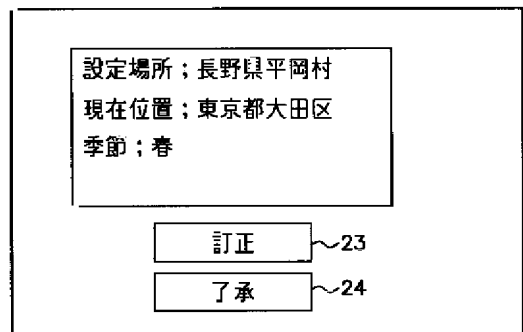 設定場所;長野県平岡村
現在位置;東京都大田区
季節;春
訂正 23
了承 24